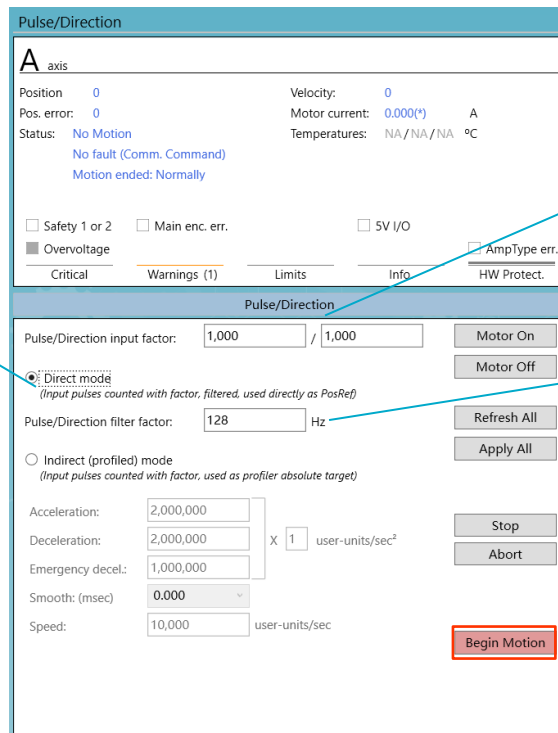 Pulse/Direction
A axis
Position 0 Velocity: 0
Pos. error: 0 Motor current: 0.000(*) A
Status: No Motion Temperatures: NA/NA/NA ºC
No fault (Comm. Command)
Motion ended: Normally
Safety 1 or 2 Main enc. err. 5V I/O
Overvoltage AmpType err.
Critical Warnings (1) Limits Info HW Protect.
Pulse/Direction
Pulse/Direction input factor: 1,000 / 1,000 Motor On
Direct mode Motor Off
(Input pulses counted with factor, filtered, used directly as PosRef)
Pulse/Direction filter factor: 128 Hz Refresh All
Apply All
Indirect (profiled) mode
(Input pulses counted with factor, used as profiler absolute target)
Acceleration: 2,000,000
Stop
Deceleration: 2,000,000 X 1 user-units/sec²
Abort
Emergency decel.: 1,000,000
Smooth: (msec) 0.000
Speed: 10,000 user-units/sec
Begin Motion